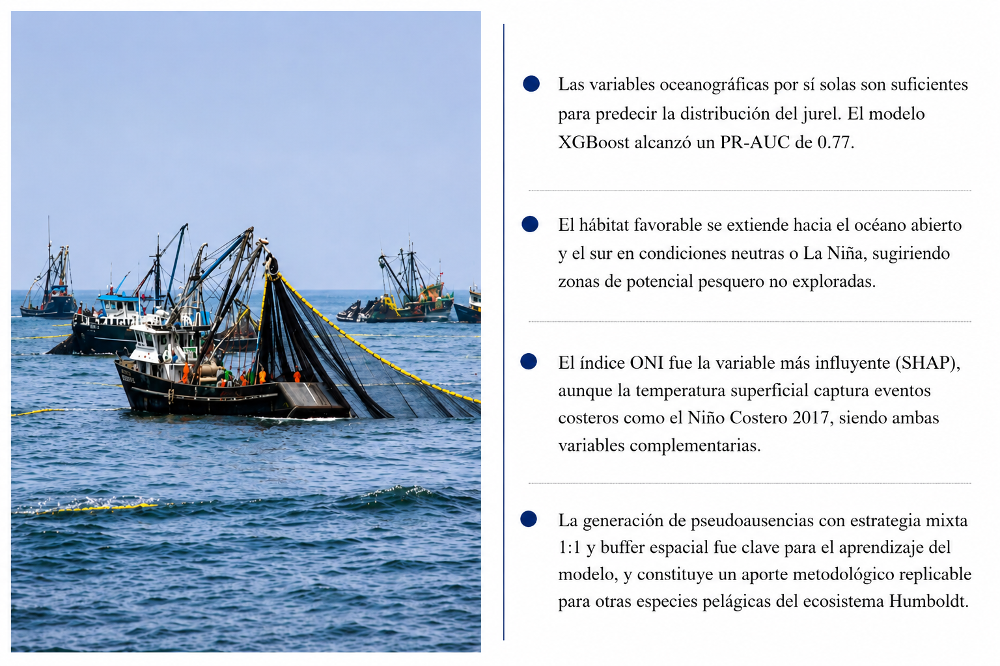 Las variables oceanográficas por sí solas son suficientes
para predecir la distribución del jurel. El modelo
XGBoost alcanzó un PR-AUC de 0.77.
El hábitat favorable se extiende hacia el océano abierto
y el sur en condiciones neutras o La Niña, sugiriendo
zonas de potencial pesquero no exploradas.
El índice ONI fue la variable más influyente (SHAP),
aunque la temperatura superficial captura eventos
costeros como el Niño Costero 2017, siendo ambas
variables complementarias.
La generación de pseudoausencias con estrategia mixta
1:1 y buffer espacial fue clave para el aprendizaje del
modelo, y constituye un aporte metodológico replicable
para otras especies pelágicas del ecosistema Humboldt.